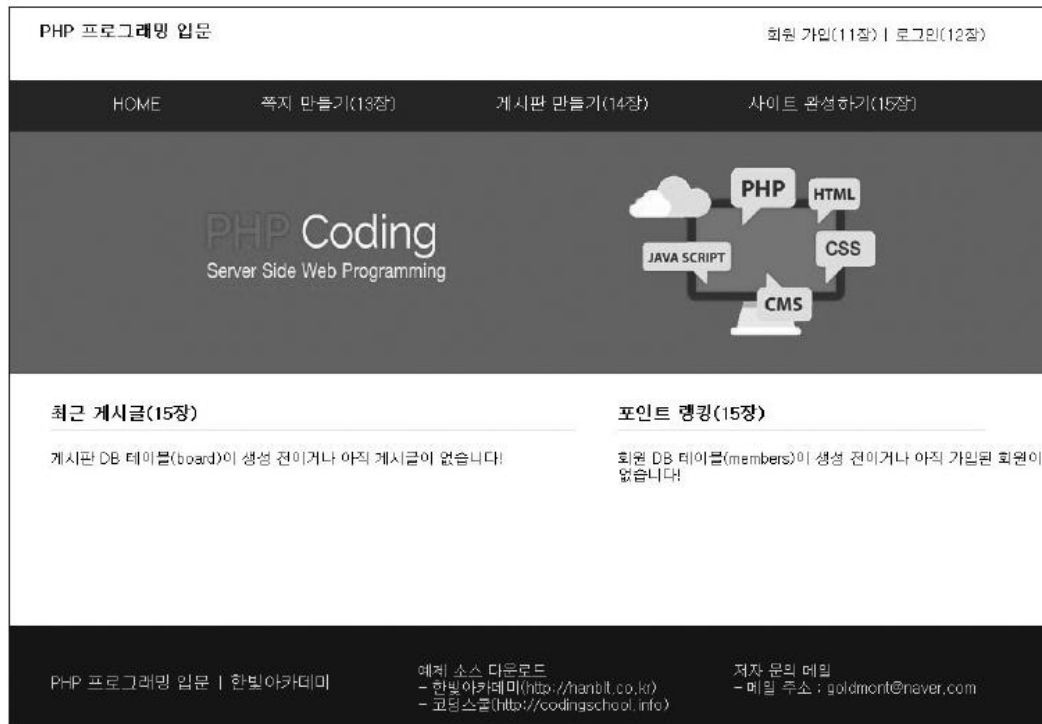 PHP 프로그래밍 입문
회원 가입(11장) | 로그인(12장)
HOME
쪽지 만들기(13장)
게시판 만들기(14장)
사이트 완성하기(15장)
PHP Coding
Server Side Web Programming
PHP
HTML
JAVA SCRIPT
CSS
CMS
최근 게시글(15장)
게시판 DB 테이블(board)이 생성 전이거나 아직 게시글이 없습니다!
포인트 랭킹(15장)
회원 DB 테이블(members)이 생성 전이거나 아직 가입된 회원이
없습니다!
PHP 프로그래밍 입문 | 한빛아카데미
예제 소스 다운로드
- 한빛아카데미(http://hanbit.co.kr)
- 코딩스쿨(http://codingschool.info)
저자 문의 메일
- 메일 주소 : goldmont@naver.com